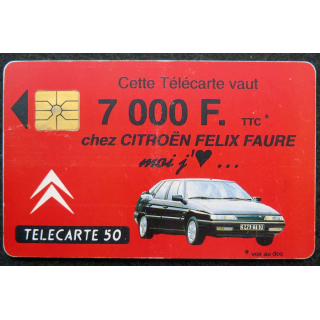 Cette Télécarte vaut
7 000 F. TTC *
chez CITROËN FELIX FAURE
moi j'♥ ...
TELECARTE 50
* voir au dos